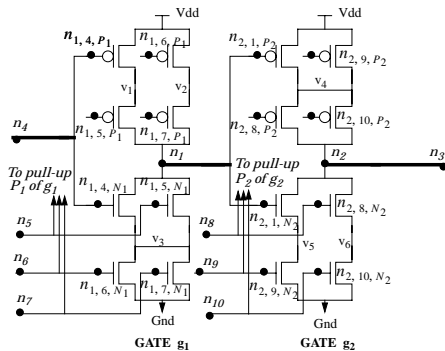 Vdd Vdd
n1, 4, P1 n1, 6, P1 n2, 1, P2 n2, 9, P2
v1 v2 v4
n4 n1, 5, P1 n1, 7, P1 n2, 8, P2 n2, 10, P2
n1 n2 n3
To pull-up
P1 of g1
To pull-up
P2 of g2
n1, 4, N1 n1, 5, N1 n2, 1, N2 n2, 8, N2
n5 n8
v3 v5 v6
n6 n9
n1, 6, N1 n1, 7, N1 n2, 9, N2 n2, 10, N2
n7 n10
Gnd Gnd
GATE g1 GATE g2